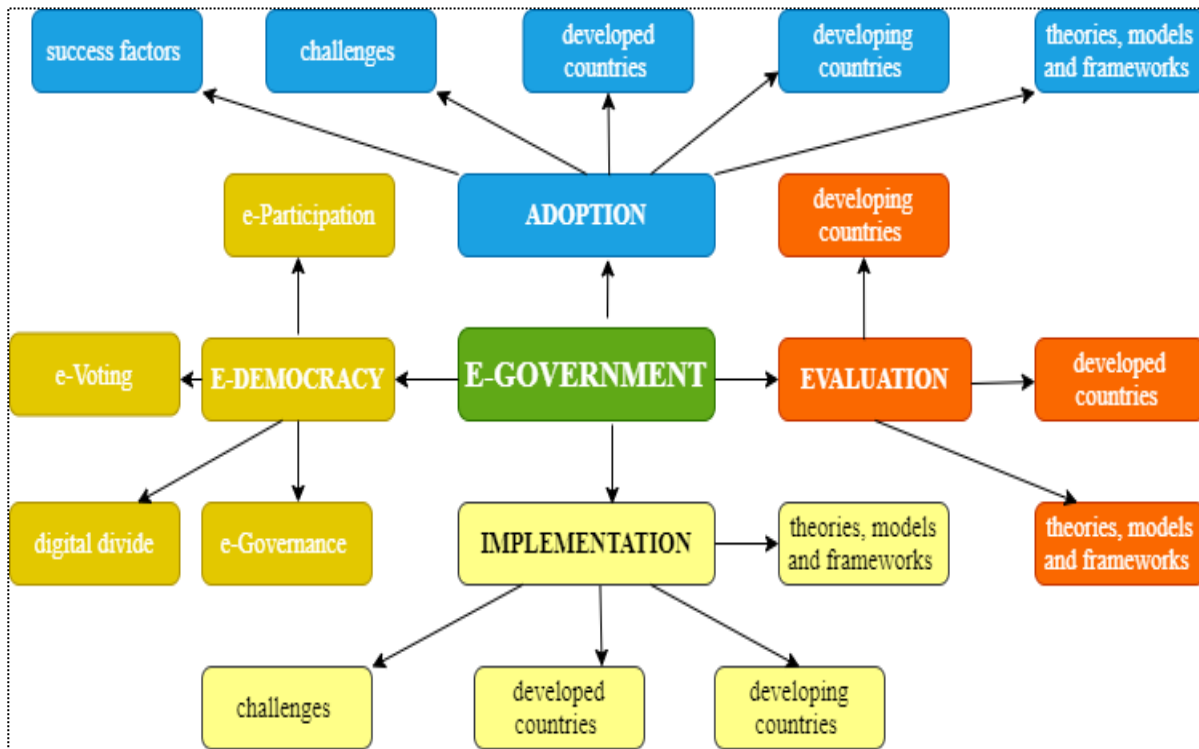 success factors
challenges
developed
countries
developing
countries
theories, models
and frameworks
e-Participation
ADOPTION
developing
countries
e-Voting
E-DEMOCRACY
E-GOVERNMENT
EVALUATION
developed
countries
digital divide
e-Governance
IMPLEMENTATION
theories, models
and frameworks
theories, models
and frameworks
challenges
developed
countries
developing
countries